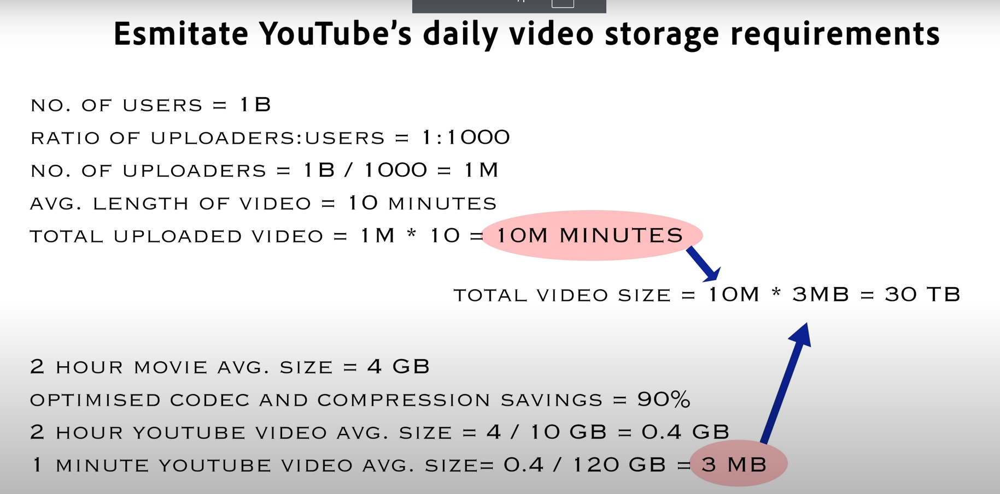 Esmitate YouTube's daily video storage requirements
NO. OF USERS = 1B
RATIO OF UPLOADERS:USERS = 1:1000
NO. OF UPLOADERS = 1B / 1000 = 1M
AVG. LENGTH OF VIDEO = 10 MINUTES
TOTAL UPLOADED VIDEO = 1M * 10 = 10M MINUTES
TOTAL VIDEO SIZE = 10M * 3MB = 30 TB
2 HOUR MOVIE AVG. SIZE = 4 GB
OPTIMISED CODEC AND COMPRESSION SAVINGS = 90%
2 HOUR YOUTUBE VIDEO AVG. SIZE = 4 / 10 GB = 0.4 GB
1 MINUTE YOUTUBE VIDEO AVG. SIZE= 0.4 / 120 GB = 3 MB